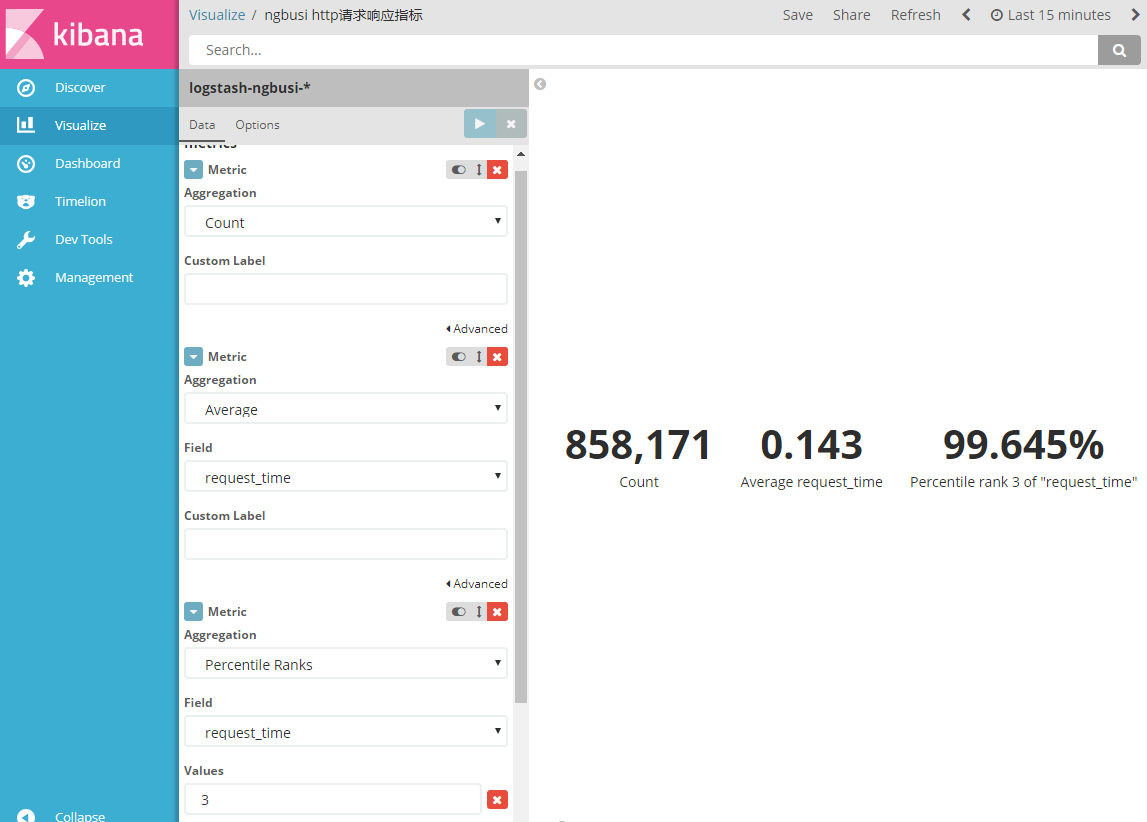 kibana
Discover
Visualize
Dashboard
Timelion
Dev Tools
Management
Collapse
Visualize / ngbusi http请求响应指标
Save Share Refresh Last 15 minutes
Search...
logstash-ngbusi-*
Data Options
metrics
Metric
Aggregation
Count
Custom Label
Advanced
Metric
Aggregation
Average
Field
request_time
Custom Label
Advanced
Metric
Aggregation
Percentile Ranks
Field
request_time
Values
3
858,171
Count
0.143
Average request_time
99.645%
Percentile rank 3 of "request_time"